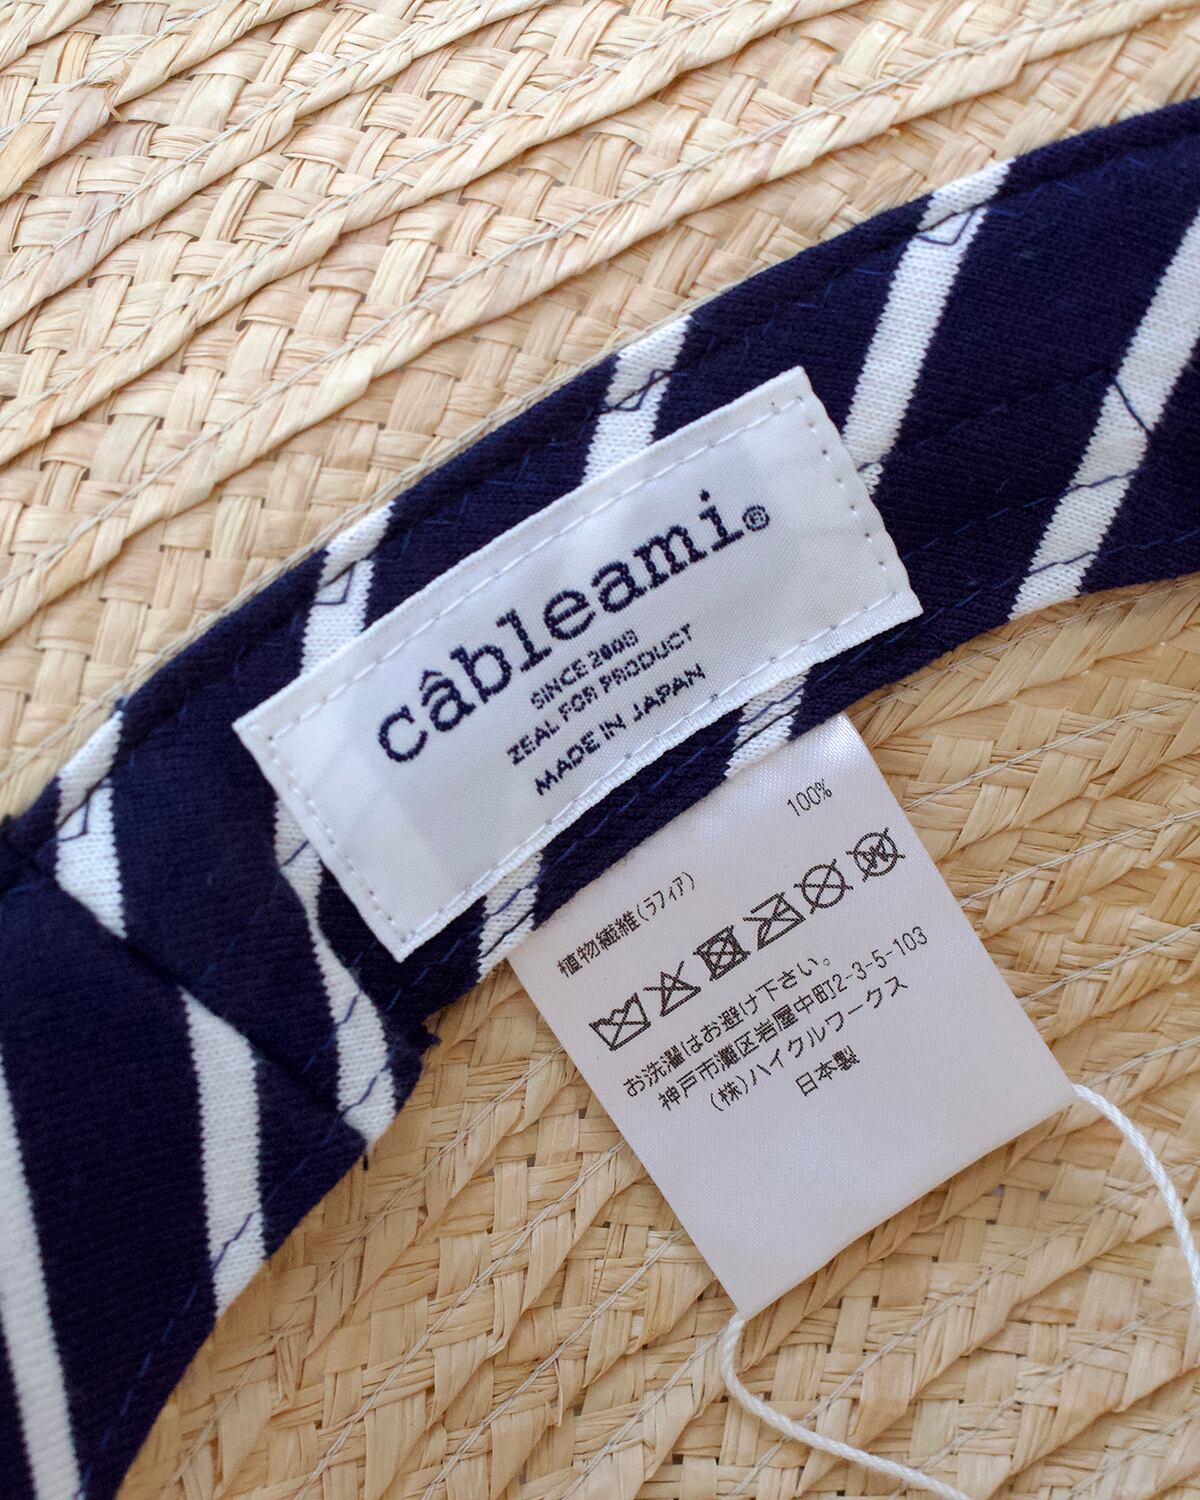 câbleami®
SINCE 2008
ZEAL FOR PRODUCT
MADE IN JAPAN
植物繊維(ラフィア) 100%
お洗濯はお避け下さい。
神戸市灘区岩屋中町2-3-5-103
(株)ハイクルワークス
日本製